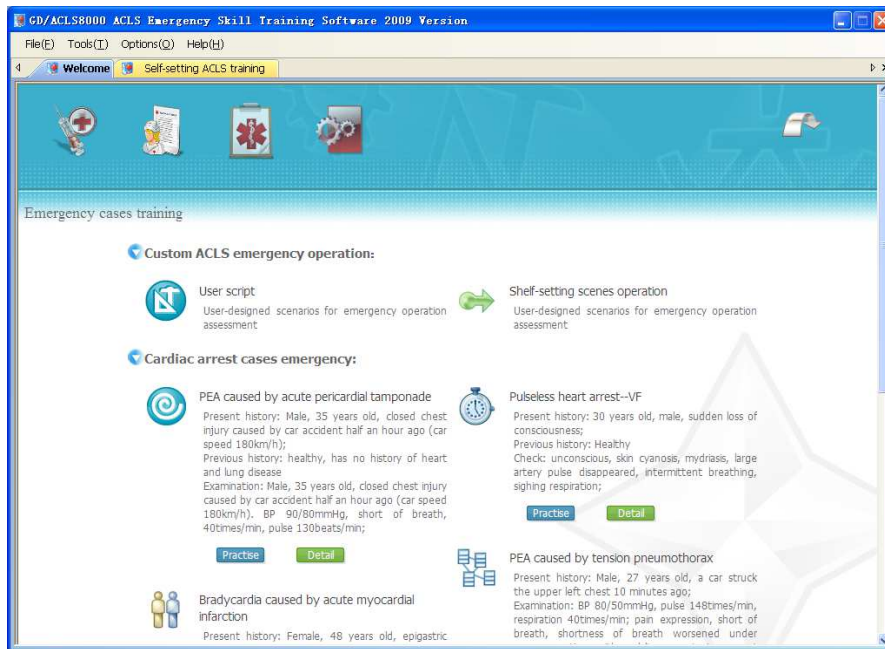 GD/ACLS8000 ACLS Emergency Skill Training Software 2009 Version
File(F) Tools(T) Options(O) Help(H)
Welcome
Self-setting ACLS training
Emergency cases training
Custom ACLS emergency operation:
User script
User-designed scenarios for emergency operation
assessment
Shelf-setting scenes operation
User-designed scenarios for emergency operation
assessment
Cardiac arrest cases emergency:
PEA caused by acute pericardial tamponade
Present history: Male, 35 years old, closed chest
injury caused by car accident half an hour ago (car
speed 180km/h);
Previous history: healthy, has no history of heart
and lung disease
Examination: Male, 35 years old, closed chest injury
caused by car accident half an hour ago (car speed
180km/h). BP 90/80mmHg, short of breath,
40times/min, pulse 130beats/min;
Practise
Detail
Pulseless heart arrest--VF
Present history: 30 years old, male, sudden loss of
consciousness;
Previous history: Healthy
Check: unconscious, skin cyanosis, mydriasis, large
artery pulse disappeared, intermittent breathing,
sighing respiration;
Practise
Detail
Bradycardia caused by acute myocardial
infarction
Present history: Female, 48 years old, epigastric
PEA caused by tension pneumothorax
Present history: Male, 27 years old, a car struck
the upper left chest 10 minutes ago;
Examination: BP 80/50mmHg, pulse 148times/min,
respiration 40times/min; pain expression, short of
breath, shortness of breath worsened under